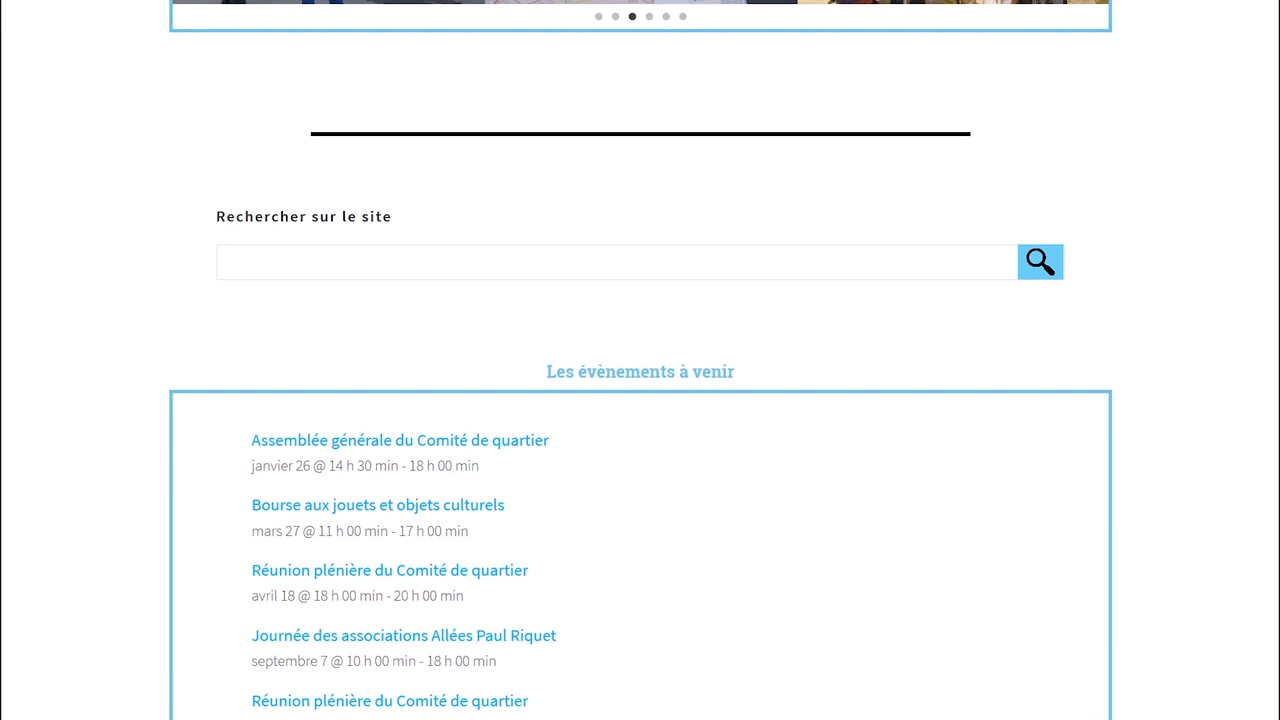 Rechercher sur le site
Les évènements à venir
Assemblée générale du Comité de quartier
janvier 26 @ 14 h 30 min - 18 h 00 min
Bourse aux jouets et objets culturels
mars 27 @ 11 h 00 min - 17 h 00 min
Réunion plénière du Comité de quartier
avril 18 @ 18 h 00 min - 20 h 00 min
Journée des associations Allées Paul Riquet
septembre 7 @ 10 h 00 min - 18 h 00 min
Réunion plénière du Comité de quartier